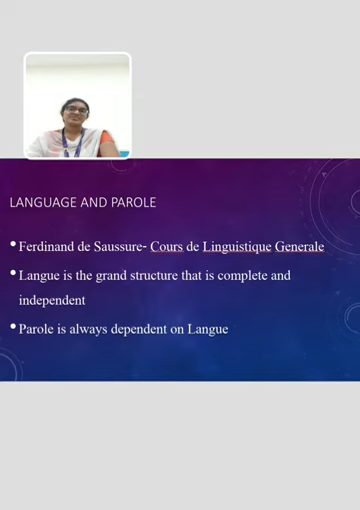 LANGUAGE AND PAROLE
• Ferdinand de Saussure- Cours de Linguistique Generale
• Langue is the grand structure that is complete and
independent
• Parole is always dependent on Langue